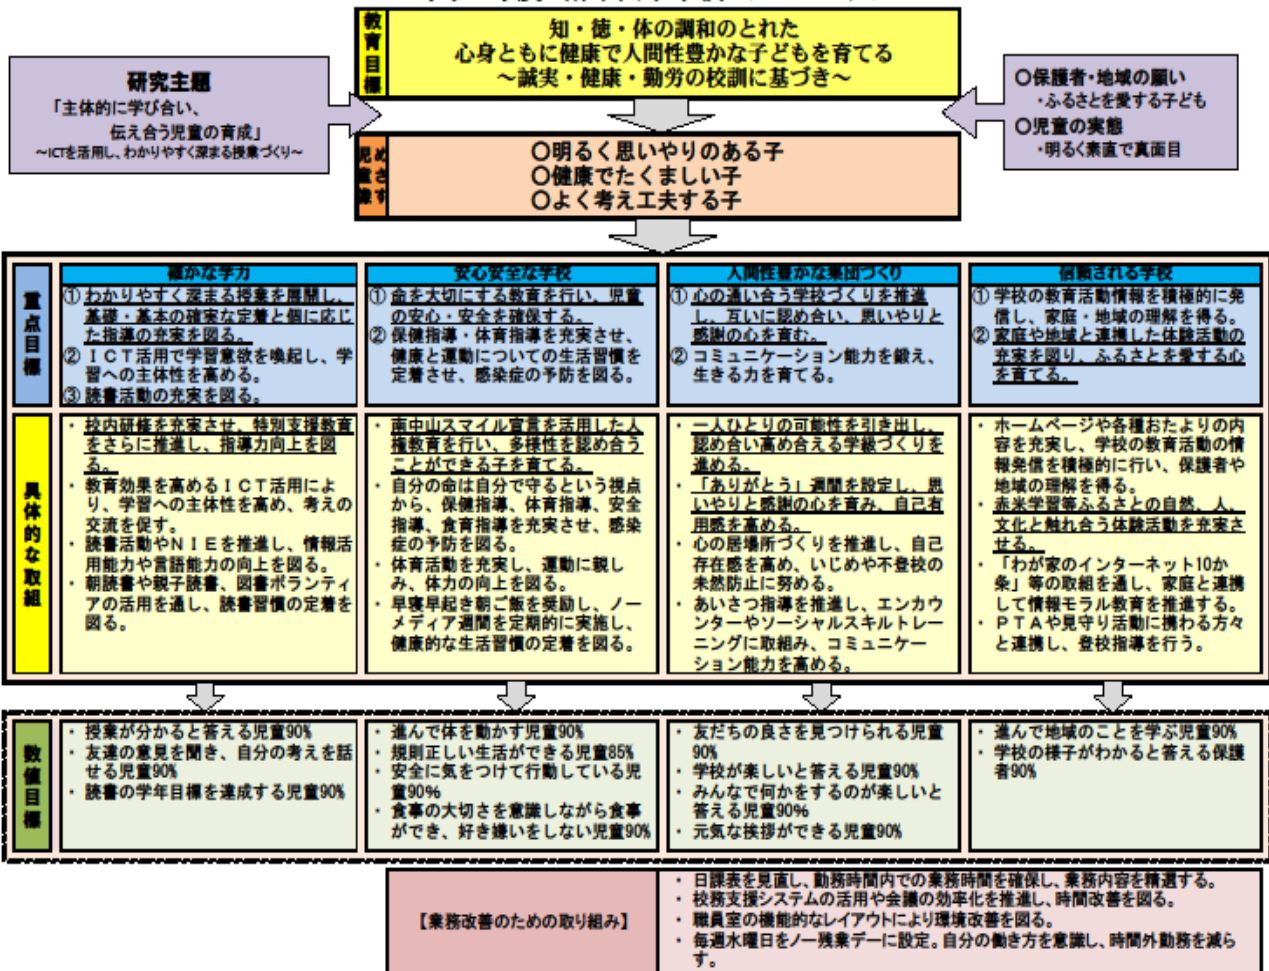 教育目標
知・徳・体の調和のとれた
心身ともに健康で人間性豊かな子どもを育てる
～誠実・健康・勤労の校訓に基づき～
研究主題
「主体的に学び合い、
伝え合う児童の育成」
～ICTを活用し、わかりやすく深まる授業づくり～
〇保護者・地域の願い
・ふるさとを愛する子ども
〇児童の実態
・明るく素直で真面目
めざす
児童像
〇明るく思いやりのある子
〇健康でたくましい子
〇よく考え工夫する子
重点目標
確かな学力
① わかりやすく深まる授業を展開し、
基礎・基本の確実な定着と個に応じ
た指導の充実を図る。
② ＩＣＴ活用で学習意欲を喚起し、学
習への主体性を高める。
③ 読書活動の充実を図る。
安心安全な学校
① 命を大切にする教育を行い、児童
の安心・安全を確保する。
② 保健指導・体育指導を充実させ、
健康と運動についての生活習慣を
定着させ、感染症の予防を図る。
人間性豊かな集団づくり
① 心の通い合う学校づくりを推進
し、互いに認め合い、思いやりと
感謝の心を育む。
② コミュニケーション能力を鍛え、
生きる力を育てる。
信頼される学校
① 学校の教育活動情報を積極的に発
信し、家庭・地域の理解を得る。
② 家庭や地域と連携した体験活動の
充実を図り、ふるさとを愛する心
を育てる。
具体的な取組
・ 校内研修を充実させ、特別支援教育
をさらに推進し、指導力向上を図
る。
・ 教育効果を高めるＩＣＴ活用によ
り、学習への主体性を高め、考えの
交流を促す。
・ 読書活動やＮＩＥを推進し、情報活
用能力や言語能力の向上を図る。
・ 朝読書や親子読書、図書ボランティ
アの活用を通し、読書習慣の定着を
図る。
・ 南中山スマイル宣言を活用した人
権教育を行い、多様性を認め合う
ことができる子を育てる。
・ 自分の命は自分で守るという視点
から、保健指導、体育指導、安全
指導、食育指導を充実させ、感染
症の予防を図る。
・ 体育活動を充実し、運動に親し
み、体力の向上を図る。
・ 早寝早起き朝ご飯を奨励し、ノー
メディア週間を定期的に実施し、
健康的な生活習慣の定着を図る。
・ 一人ひとりの可能性を引き出し、
認め合い高め合える学級づくりを
進める。
・ 「ありがとう」週間を設定し、思
いやりと感謝の心を育み、自己有
用感を高める。
・ 心の居場所づくりを推進し、自己
存在感を高め、いじめや不登校の
未然防止に努める。
・ あいさつ指導を推進し、エンカウ
ンターやソーシャルスキルトレー
ニングに取組み、コミュニケー
ション能力を高める。
・ ホームページや各種おたよりの内
容を充実し、学校の教育活動の情
報発信を積極的に行い、保護者や
地域の理解を得る。
・ 赤米学習等ふるさとの自然、人、
文化と触れ合う体験活動を充実さ
せる。
・ 「わが家のインターネット10か
条」等の取組を通し、家庭と連携
して情報モラル教育を推進する。
・ ＰＴＡや見守り活動に携わる方々
と連携し、登校指導を行う。
数値目標
・ 授業が分かると答える児童90%
・ 友達の意見を聞き、自分の考えを話
せる児童90%
・ 読書の学年目標を達成する児童90%
・ 進んで体を動かす児童90%
・ 規則正しい生活ができる児童85%
・ 安全に気をつけて行動している児
童90%
・ 食事の大切さを意識しながら食事
ができ、好き嫌いをしない児童90%
・ 友だちの良さを見つけられる児童
90%
・ 学校が楽しいと答える児童90%
・ みんなで何かをするのが楽しいと
答える児童90%
・ 元気な挨拶ができる児童90%
・ 進んで地域のことを学ぶ児童90%
・ 学校の様子がわかると答える保護
者90%
【業務改善のための取り組み】
・ 日課表を見直し、勤務時間内での業務時間を確保し、業務内容を精選する。
・ 校務支援システムの活用や会議の効率化を推進し、時間改善を図る。
・ 職員室の機能的なレイアウトにより環境改善を図る。
・ 毎週水曜日をノー残業デーに設定。自分の働き方を意識し、時間外勤務を減ら
す。